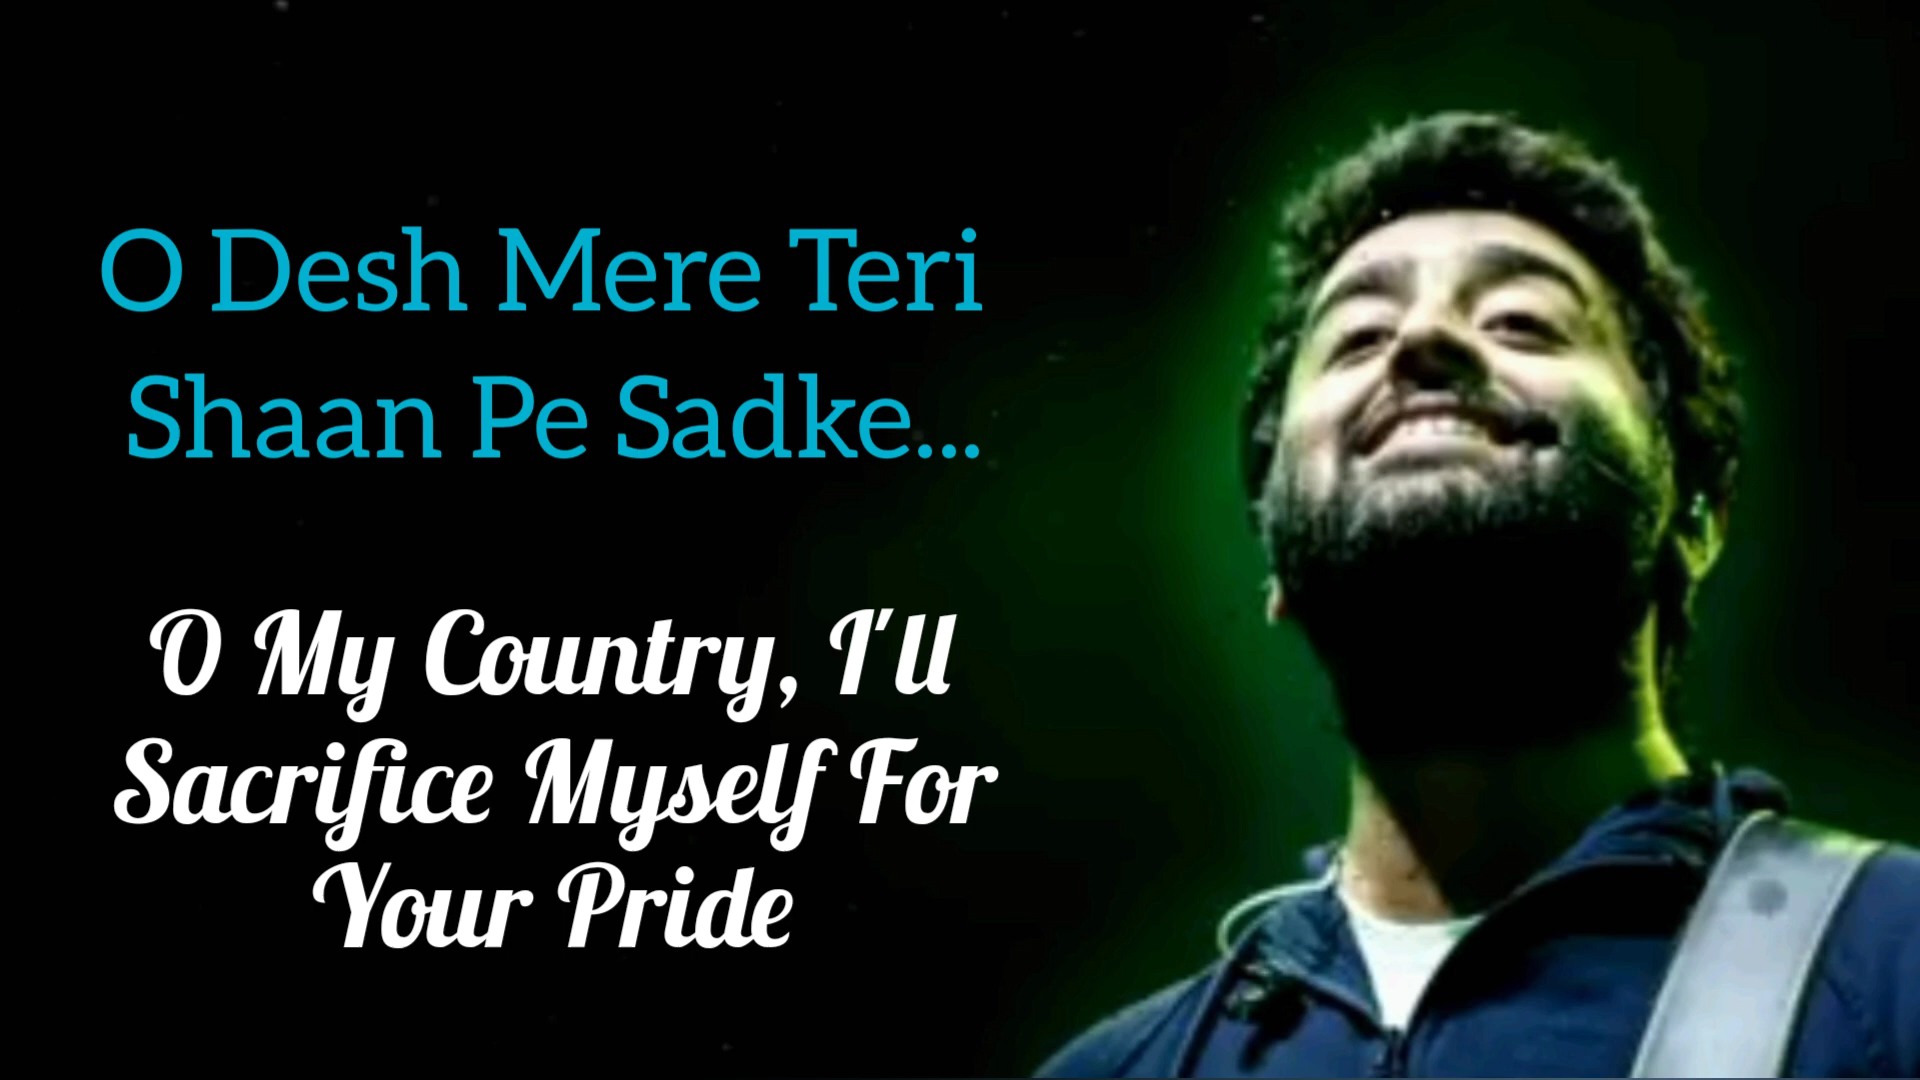 O Desh Mere Teri
Shaan Pe Sadke...
O My Country, I'll
Sacrifice Myself For
Your Pride